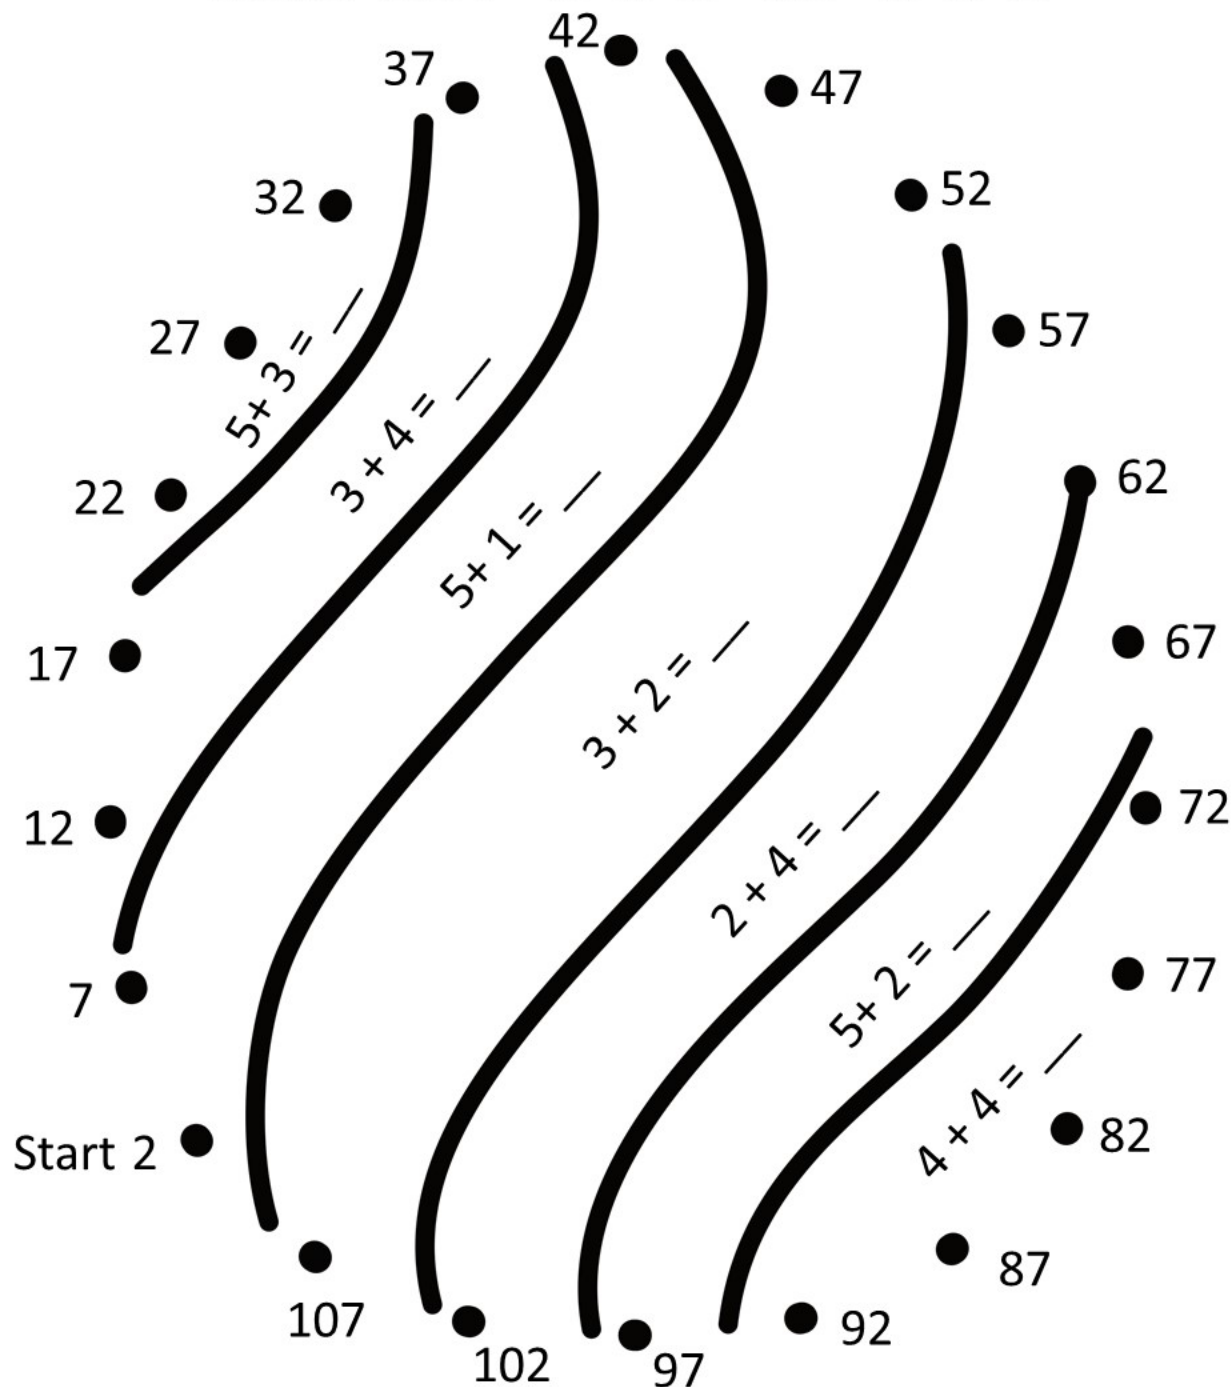 42
37
47
52
32
57
27
5+ 3 = __
3 + 4 = __
62
22
5+ 1 = __
67
17
3 + 2 = __
72
12
2 + 4 = __
77
7
5+ 2 = __
4 + 4 = __
82
Start 2
87
107
92
102
97